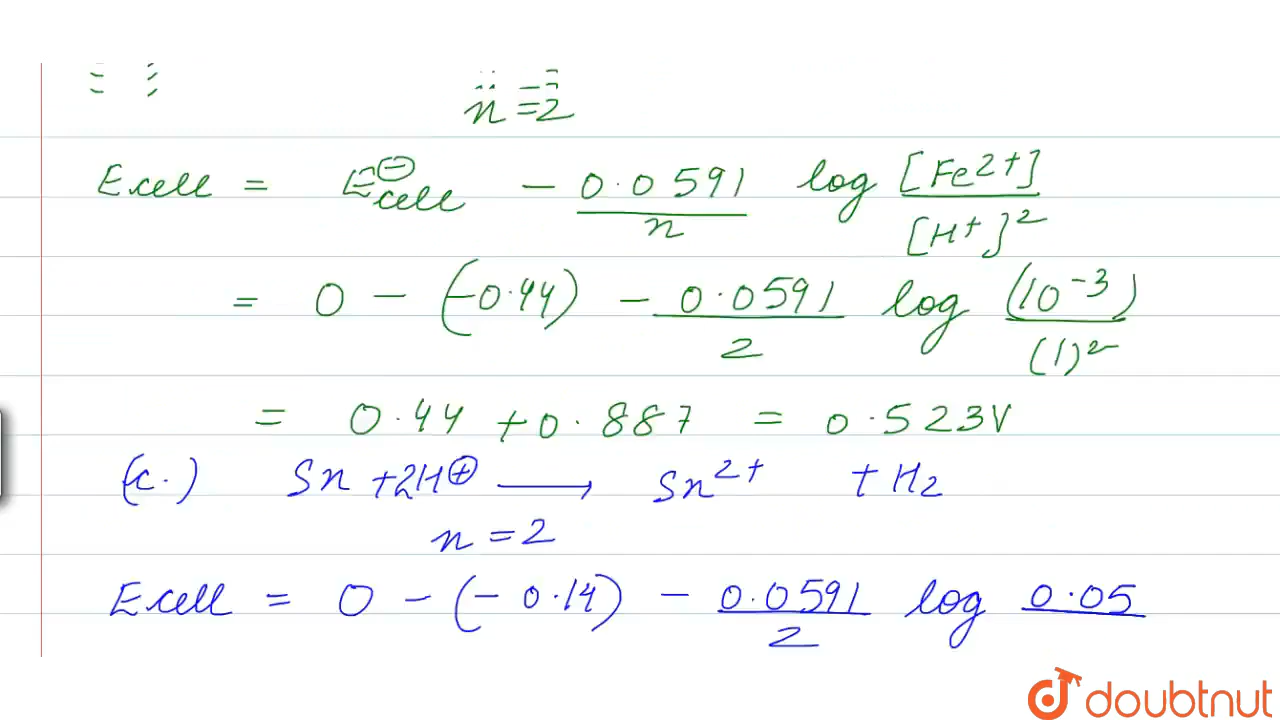 n = 2
Ecell = E⊖cell - 0.0591/n log [Fe2+]/[H+]²
= 0 - (-0.44) - 0.0591/2 log (10⁻³)/(1)²
= 0.44 + 0.887 = 0.523V
(c.) Sn + 2H⊕ ⟶ Sn²⁺ + H₂
n = 2
Ecell = 0 - (-0.14) - 0.0591/2 log 0.05
doubtnut